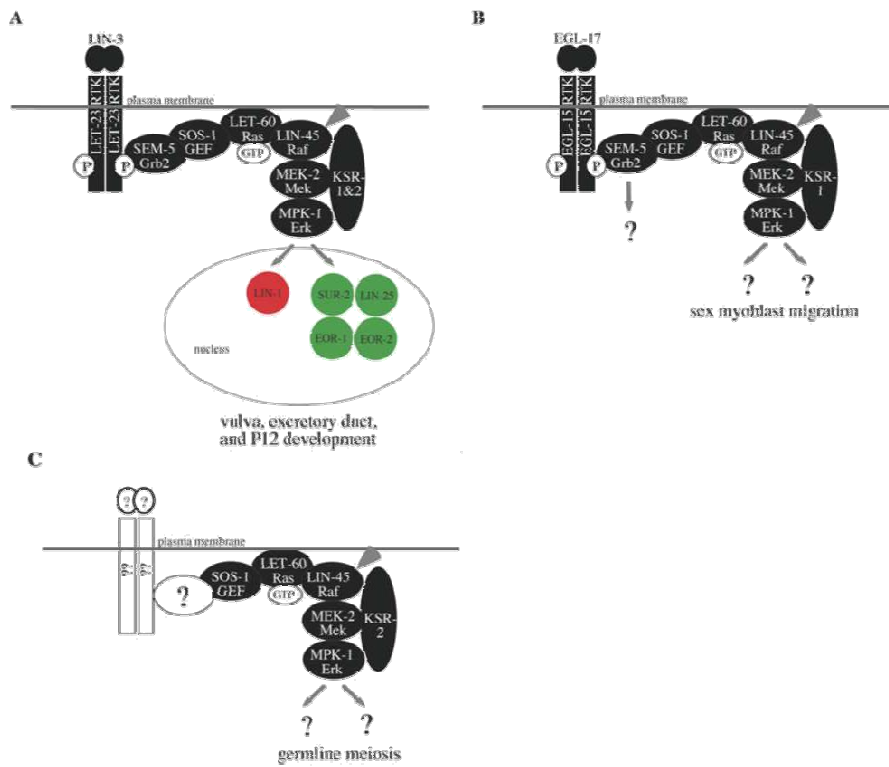 A
LIN-3
LET-23 RTK
LET-23 RTK
plasma membrane
P
P
SEM-5
Grb2
SOS-1
GEF
LET-60
Ras
GTP
LIN-45
Raf
MEK-2
Mek
KSR-
1&2
MPK-1
Erk
LIN-1
SUR-2
LIN-25
EOR-1
EOR-2
nucleus
vulva, excretory duct,
and P12 development
B
EGL-17
EGL-15 RTK
EGL-15 RTK
plasma membrane
P
P
SEM-5
Grb2
SOS-1
GEF
LET-60
Ras
GTP
LIN-45
Raf
MEK-2
Mek
KSR-
1
MPK-1
Erk
?
?
?
sex myoblast migration
C
?
?
??
??
plasma membrane
?
SOS-1
GEF
LET-60
Ras
GTP
LIN-45
Raf
MEK-2
Mek
KSR-
2
MPK-1
Erk
?
?
germline meiosis